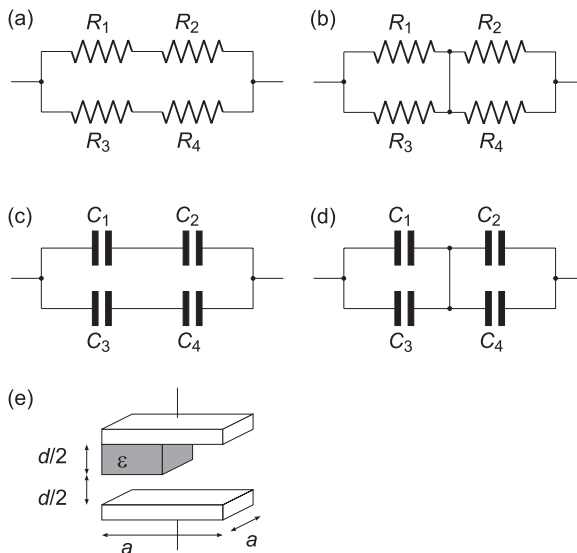 (a)
R1 R2
R3 R4
(b)
R1 R2
R3 R4
(c)
C1 C2
C3 C4
(d)
C1 C2
C3 C4
(e)
d/2
ε
d/2
a
a